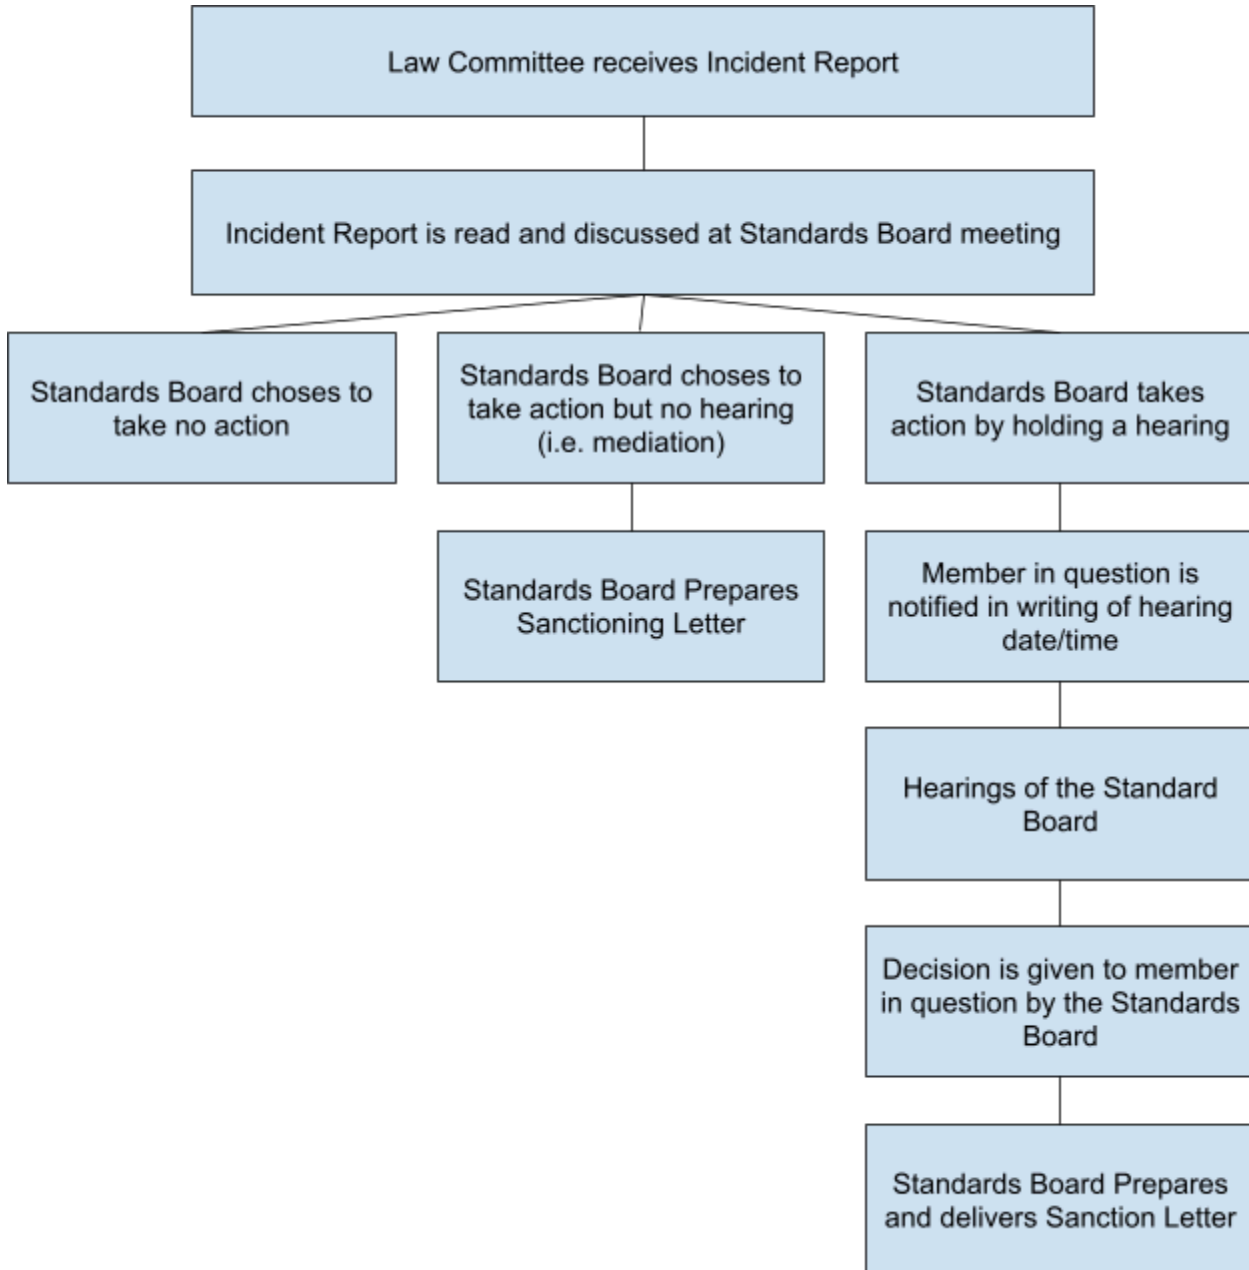 Law Committee receives Incident Report
Incident Report is read and discussed at Standards Board meeting
Standards Board choses to
take no action
Standards Board choses to
take action but no hearing
(i.e. mediation)
Standards Board takes
action by holding a hearing
Standards Board Prepares
Sanctioning Letter
Member in question is
notified in writing of hearing
date/time
Hearings of the Standard
Board
Decision is given to member
in question by the Standards
Board
Standards Board Prepares
and delivers Sanction Letter